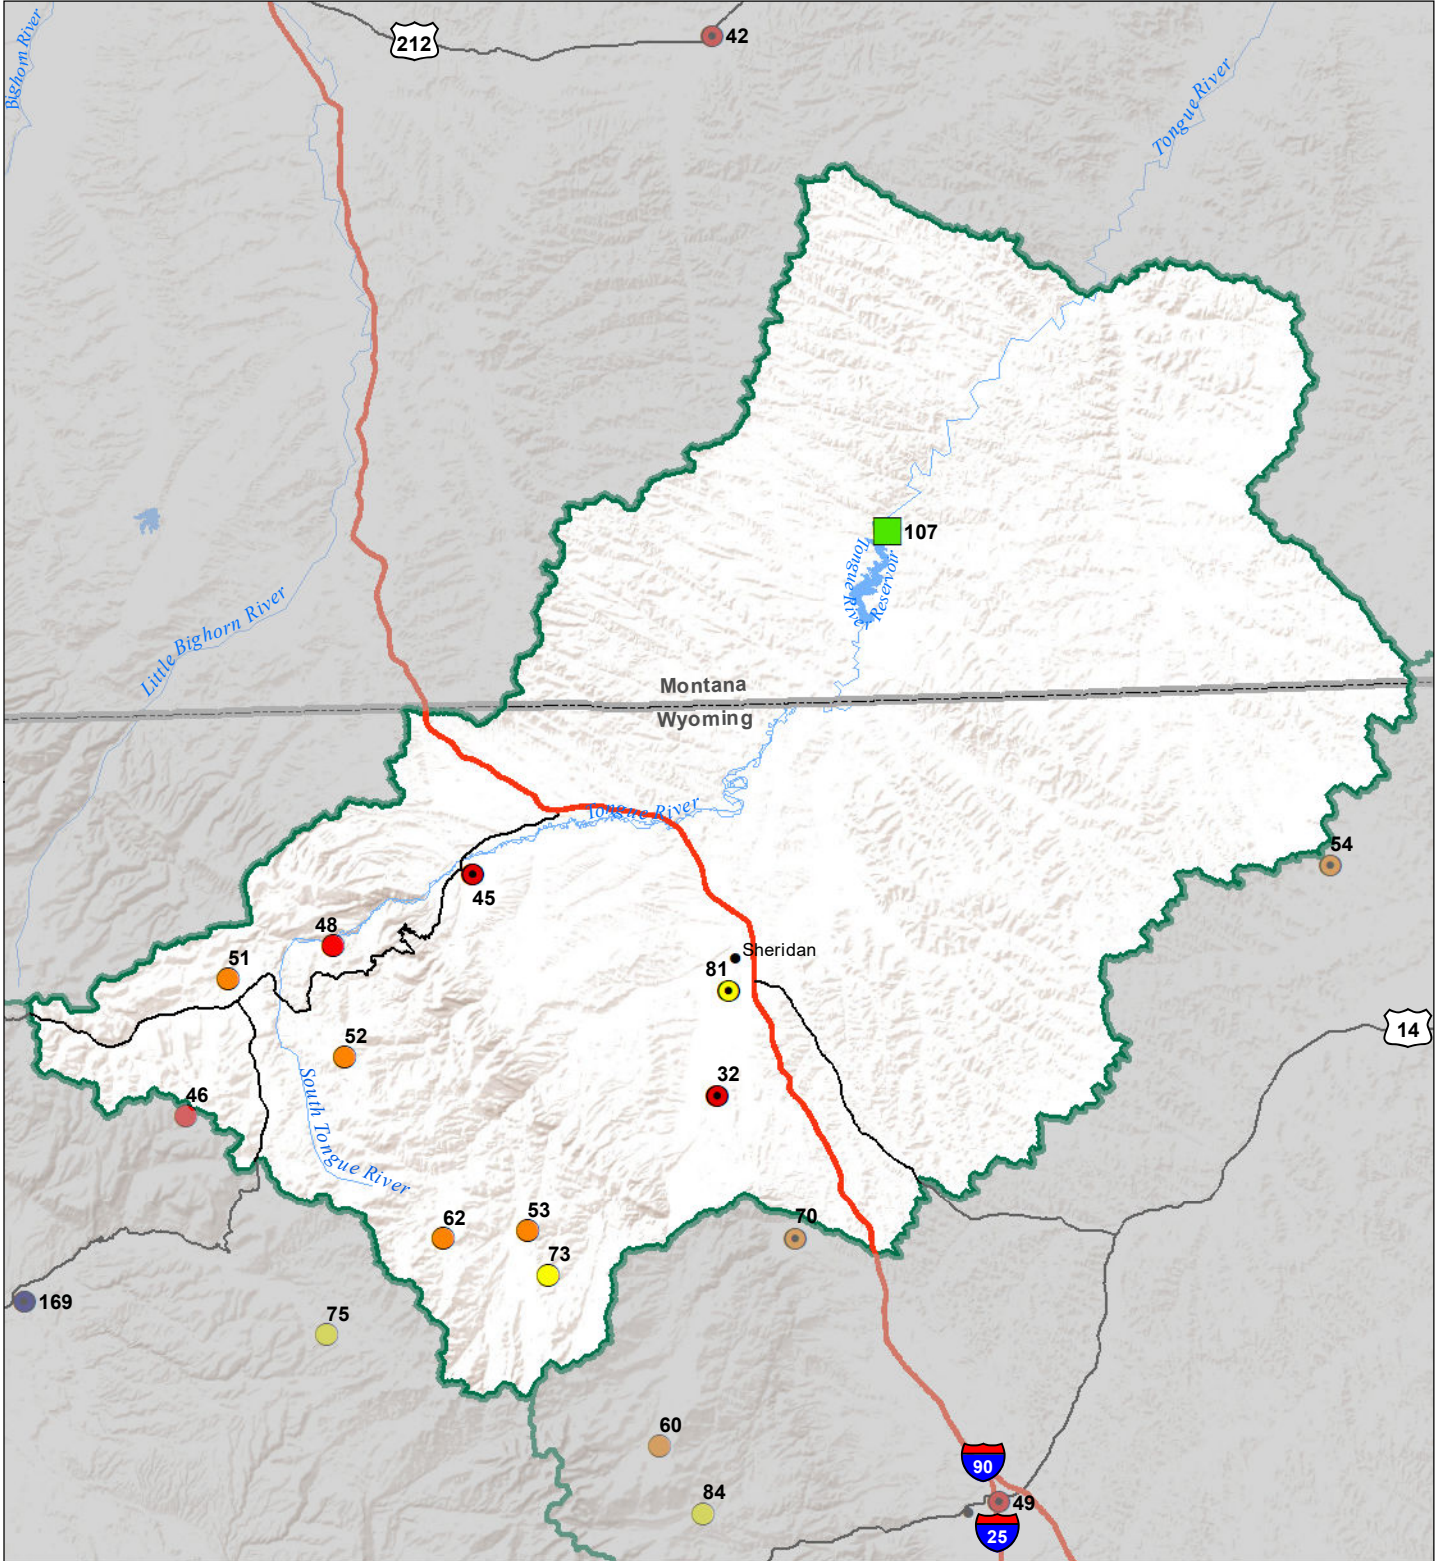 Bighorn River
212
42
Tongue River
107
Tongue River
Reservoir
Little Bighorn River
Montana
Wyoming
Tongue River
54
45
48
Sheridan
51
81
14
52
32
46
South Tongue River
62
53
70
73
169
75
60
90
84
49
25